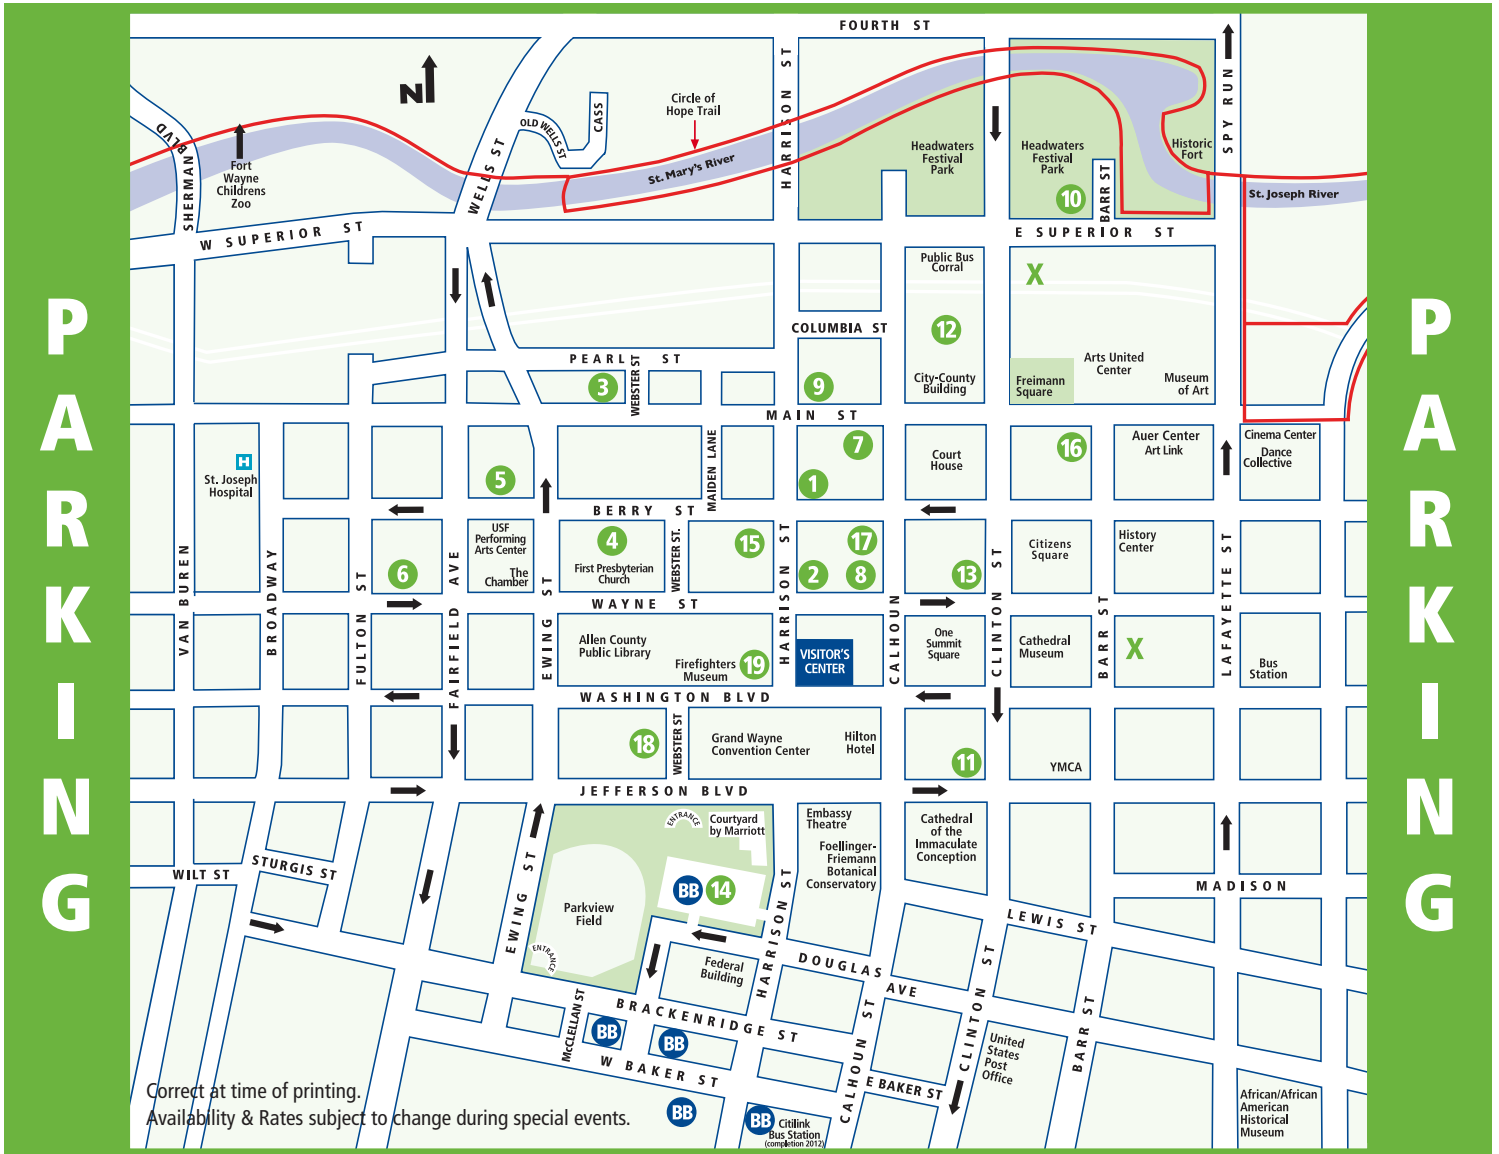 FOURTH ST
PARKING
PARKING
N
SHERMAN BLVD
Fort
Wayne
Childrens
Zoo
WELLS ST
OLD WELLS ST
CASS
Circle of
Hope Trail
St. Mary's River
HARRISON ST
Headwaters
Festival
Park
Headwaters
Festival
Park
10
BARR ST
Historic
Fort
SPY RUN
St. Joseph River
W SUPERIOR ST
E SUPERIOR ST
Public Bus
Corral
X
12
COLUMBIA ST
PEARL ST
WEBSTER ST
3
9
City-County
Building
Freimann
Square
Arts United
Center
Museum
of Art
MAIN ST
H
St. Joseph
Hospital
5
MAIDEN LANE
7
1
Court
House
16
Auer Center
Art Link
Cinema Center
Dance
Collective
BERRY ST
VAN BUREN
BROADWAY
FULTON ST
6
FAIRFIELD AVE
USF
Performing
Arts Center
The
Chamber
EWING ST
4
First Presbyterian
Church
WEBSTER ST.
15
HARRISON ST
17
2
8
13
CLINTON ST
Citizens
Square
History
Center
LAFAYETTE ST
WAYNE ST
Allen County
Public Library
Firefighters
Museum
19
VISITOR'S
CENTER
CALHOUN
One
Summit
Square
Cathedral
Museum
BARR ST
X
Bus
Station
WASHINGTON BLVD
18
WEBSTER ST
Grand Wayne
Convention Center
Hilton
Hotel
11
YMCA
JEFFERSON BLVD
ENTRANCE
Courtyard
by Marriott
Embassy
Theatre
Foellinger-
Friemann
Botanical
Conservatory
Cathedral
of the
Immaculate
Conception
WILT ST
STURGIS ST
MADISON
BB
14
Parkview
Field
ENTRANCE
EWING ST
HARRISON ST
LEWIS ST
Federal
Building
DOUGLAS AVE
McCLELLAN ST
BRACKENRIDGE ST
BB
BB
W BAKER ST
CALHOUN ST
CLINTON ST
BARR ST
United
States
Post
Office
E BAKER ST
BB
BB
Citilink
Bus Station
(completion 2012)
African/African
American
Historical
Museum
Correct at time of printing.
Availability & Rates subject to change during special events.